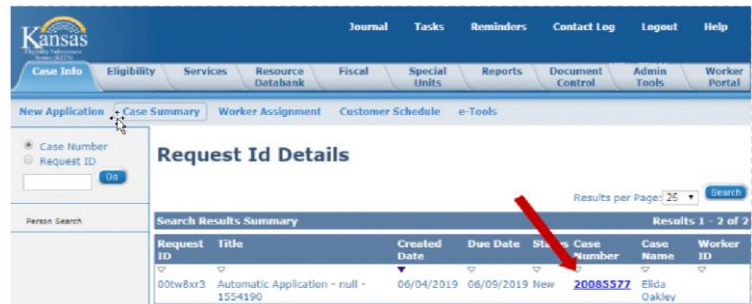 Journal Tasks Reminders Contact Log Logout Help
Kansas
Case Info Eligibility Services Resource Databank Fiscal Special Units Reports Document Control Admin Tools Worker Portal
New Application Case Summary Worker Assignment Customer Schedule e-Tools
Case Number
Request ID
Go
Person Search
Request Id Details
Results per Page: 25 Search
Search Results Summary Results 1 - 2 of 2
Request ID Title Created Date Due Date Status Case Number Case Name Worker ID
00tw8xr3 Automatic Application - null - 06/04/2019 06/09/2019 New 20085577 Elida
1554190 Oakley